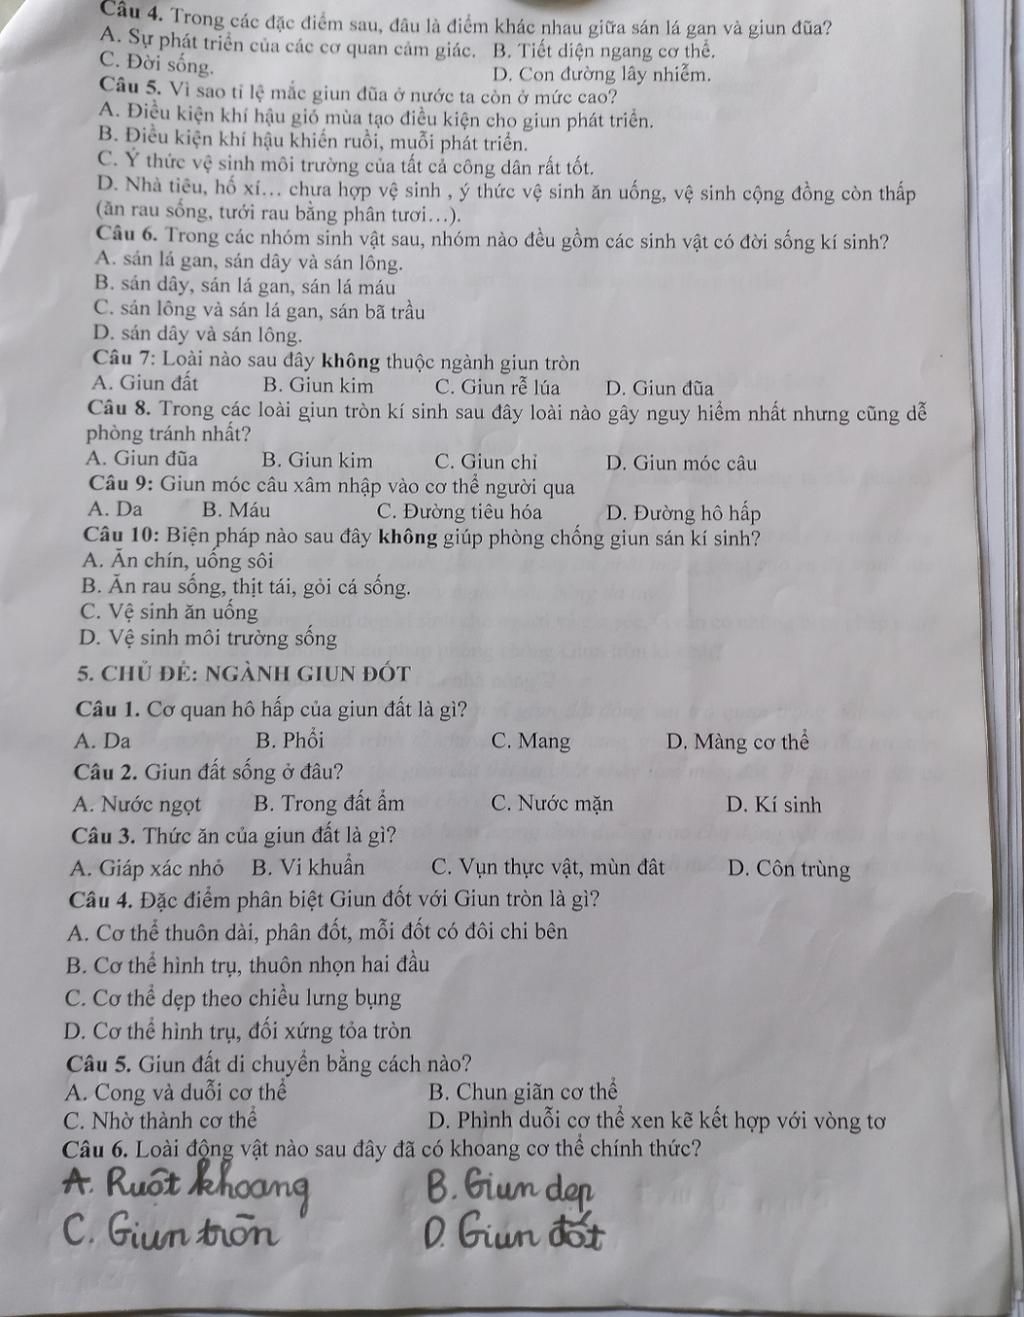 Câu 4. Trong các đặc điểm sau, đâu là điểm khác nhau giữa sán lá gan và giun đũa?
A. Sự phát triển của các cơ quan cảm giác. B. Tiết diện ngang cơ thể.
C. Đời sống. D. Con đường lây nhiễm.
Câu 5. Vì sao tỉ lệ mắc giun đũa ở nước ta còn ở mức cao?
A. Điều kiện khí hậu gió mùa tạo điều kiện cho giun phát triển.
B. Điều kiện khí hậu khiến ruồi, muỗi phát triển.
C. Ý thức vệ sinh môi trường của tất cả công dân rất tốt.
D. Nhà tiêu, hố xí… chưa hợp vệ sinh , ý thức vệ sinh ăn uống, vệ sinh cộng đồng còn thấp
(ăn rau sống, tưới rau bằng phân tươi…).
Câu 6. Trong các nhóm sinh vật sau, nhóm nào đều gồm các sinh vật có đời sống kí sinh?
A. sán lá gan, sán dây và sán lông.
B. sán dây, sán lá gan, sán lá máu
C. sán lông và sán lá gan, sán bã trầu
D. sán dây và sán lông.
Câu 7: Loài nào sau đây không thuộc ngành giun tròn
A. Giun đất B. Giun kim C. Giun rễ lúa D. Giun đũa
Câu 8. Trong các loài giun tròn kí sinh sau đây loài nào gây nguy hiểm nhất nhưng cũng dễ
phòng tránh nhất?
A. Giun đũa B. Giun kim C. Giun chỉ D. Giun móc câu
Câu 9: Giun móc câu xâm nhập vào cơ thể người qua
A. Da B. Máu C. Đường tiêu hóa D. Đường hô hấp
Câu 10: Biện pháp nào sau đây không giúp phòng chống giun sán kí sinh?
A. Ăn chín, uống sôi
B. Ăn rau sống, thịt tái, gỏi cá sống.
C. Vệ sinh ăn uống
D. Vệ sinh môi trường sống
5. CHỦ ĐỀ: NGÀNH GIUN ĐỐT
Câu 1. Cơ quan hô hấp của giun đất là gì?
A. Da B. Phổi C. Mang D. Màng cơ thể
Câu 2. Giun đất sống ở đâu?
A. Nước ngọt B. Trong đất ẩm C. Nước mặn D. Kí sinh
Câu 3. Thức ăn của giun đất là gì?
A. Giáp xác nhỏ B. Vi khuẩn C. Vụn thực vật, mùn đât D. Côn trùng
Câu 4. Đặc điểm phân biệt Giun đốt với Giun tròn là gì?
A. Cơ thể thuôn dài, phân đốt, mỗi đốt có đôi chi bên
B. Cơ thể hình trụ, thuôn nhọn hai đầu
C. Cơ thể dẹp theo chiều lưng bụng
D. Cơ thể hình trụ, đối xứng tỏa tròn
Câu 5. Giun đất di chuyển bằng cách nào?
A. Cong và duỗi cơ thể B. Chun giãn cơ thể
C. Nhờ thành cơ thể D. Phình duỗi cơ thể xen kẽ kết hợp với vòng tơ
Câu 6. Loài động vật nào sau đây đã có khoang cơ thể chính thức?
A. Ruột khoang B. Giun dẹp
C. Giun tròn D. Giun đốt